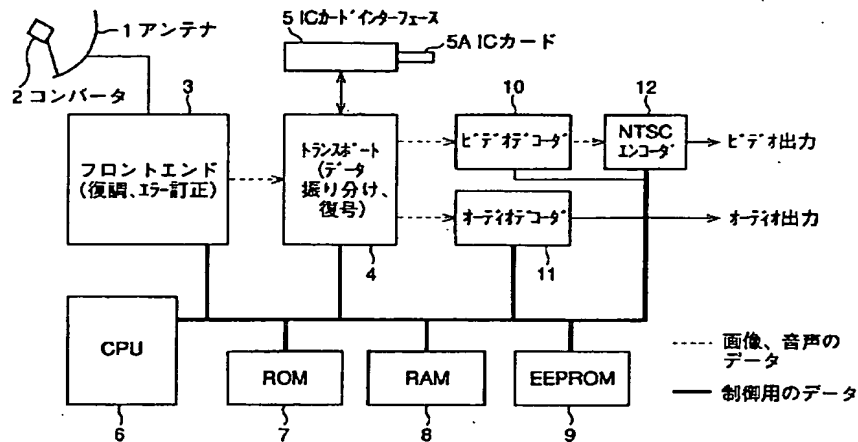 1 アンテナ
2 コンバータ
5 ICカードインターフェース
5A ICカード
3
フロントエンド
(復調、エラー訂正)
トランスポート
(データ
振り分け、
復号)
4
10
ビデオデコーダ
12
NTSC
エンコーダ
ビデオ出力
オーディオデコーダ
11
オーディオ出力
CPU
6
ROM
7
RAM
8
EEPROM
9
画像、音声の
データ
制御用のデータ